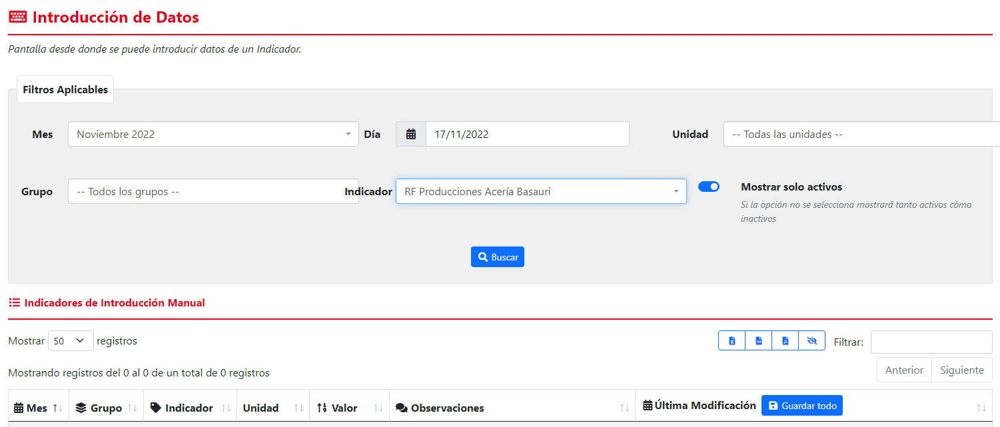 Introducción de Datos
Pantalla desde donde se puede introducir datos de un Indicador.
Filtros Aplicables
Mes Noviembre 2022 Día 17/11/2022 Unidad -- Todas las unidades --
Grupo -- Todos los grupos -- Indicador RF Producciones Acería Basauri Mostrar solo activos
Si la opción no se selecciona mostrará tanto activos cómo
inactivos
Buscar
Indicadores de Introducción Manual
Mostrar 50 registros Filtrar:
Mostrando registros del 0 al 0 de un total de 0 registros Anterior Siguiente
Mes Grupo Indicador Unidad Valor Observaciones Última Modificación Guardar todo